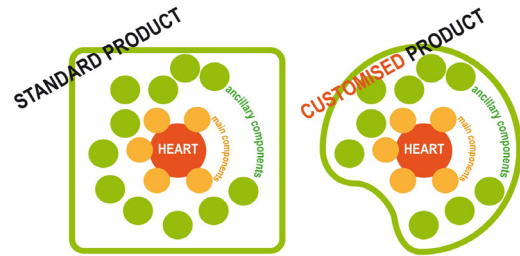 STANDARD PRODUCT
HEART
main components
ancillary components
CUSTOMISED PRODUCT
HEART
main components
ancillary components